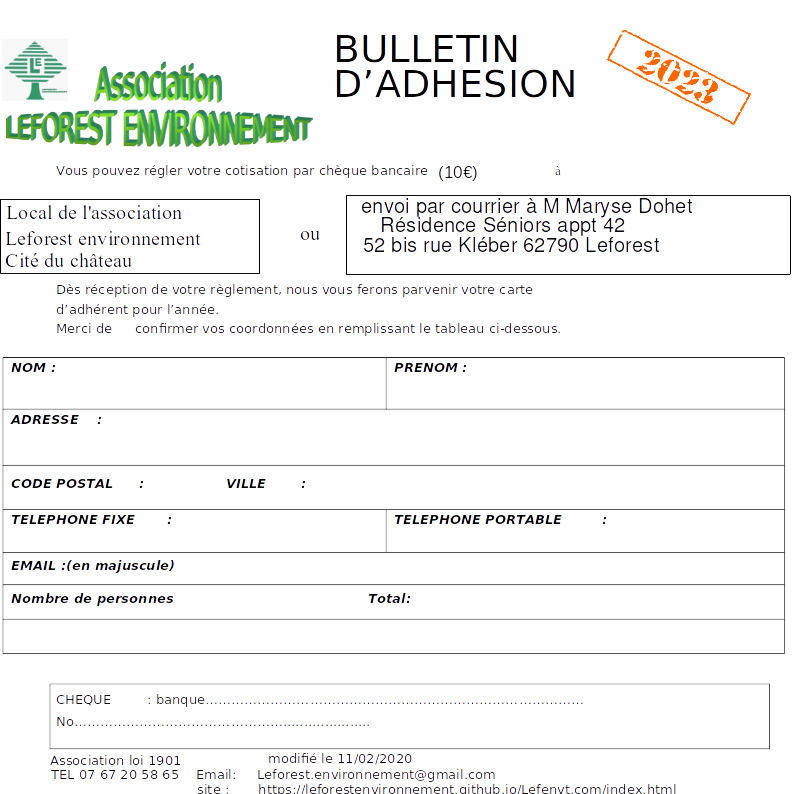 BULLETIN
D’ADHESION
2023
LE
Association
LEFOREST ENVIRONNEMENT
Vous pouvez régler votre cotisation par chèque bancaire (10€) à
Local de l'association
Leforest environnement
Cité du château
ou
envoi par courrier à M Maryse Dohet
Résidence Séniors appt 42
52 bis rue Kléber 62790 Leforest
Dès réception de votre règlement, nous vous ferons parvenir votre carte
d’adhérent pour l’année.
Merci de confirmer vos coordonnées en remplissant le tableau ci-dessous.
NOM :
PRENOM :
ADRESSE :
CODE POSTAL : VILLE :
TELEPHONE FIXE :
TELEPHONE PORTABLE :
EMAIL :(en majuscule)
Nombre de personnes Total:
CHEQUE : banque.......................................................................................
No....................................................................
Association loi 1901 modifié le 11/02/2020
TEL 07 67 20 58 65 Email: Leforest.environnement@gmail.com
site : https://leforestenvironnement.github.io/Lefenvt.com/index.html